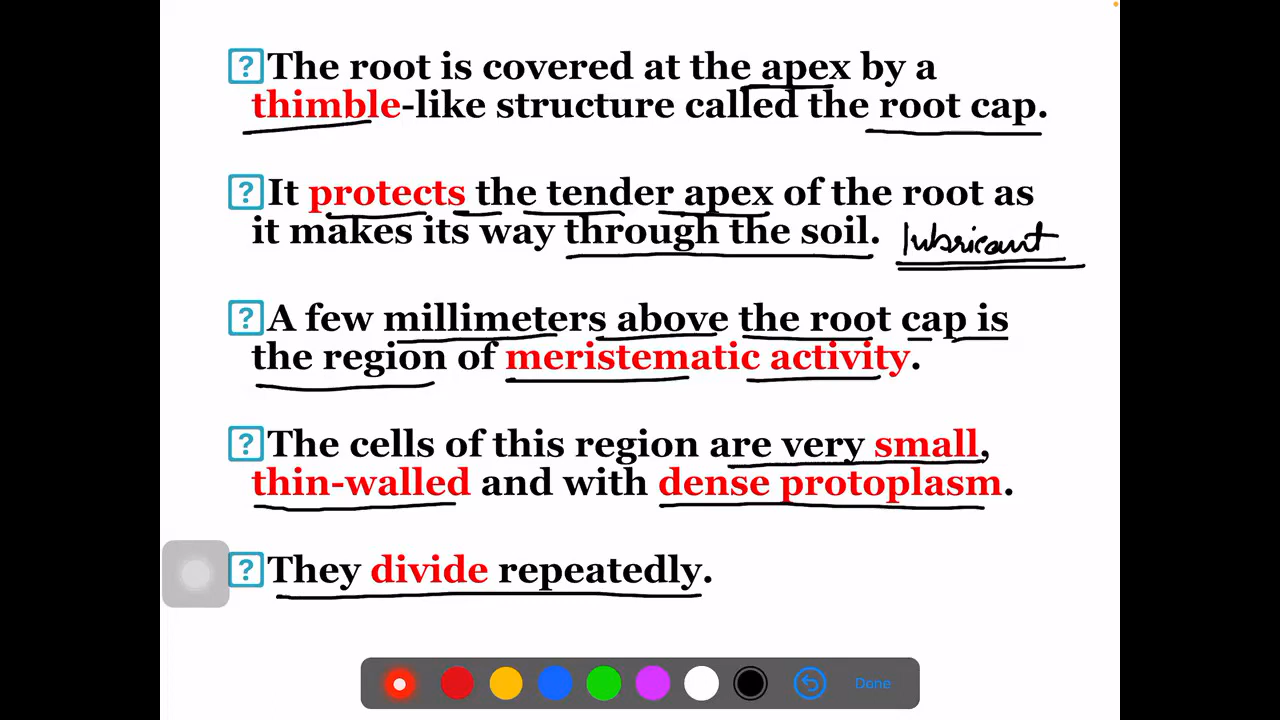 ?The root is covered at the apex by a
thimble-like structure called the root cap.
?It protects the tender apex of the root as
it makes its way through the soil. lubricant
?A few millimeters above the root cap is
the region of meristematic activity.
?The cells of this region are very small,
thin-walled and with dense protoplasm.
?They divide repeatedly.
Done